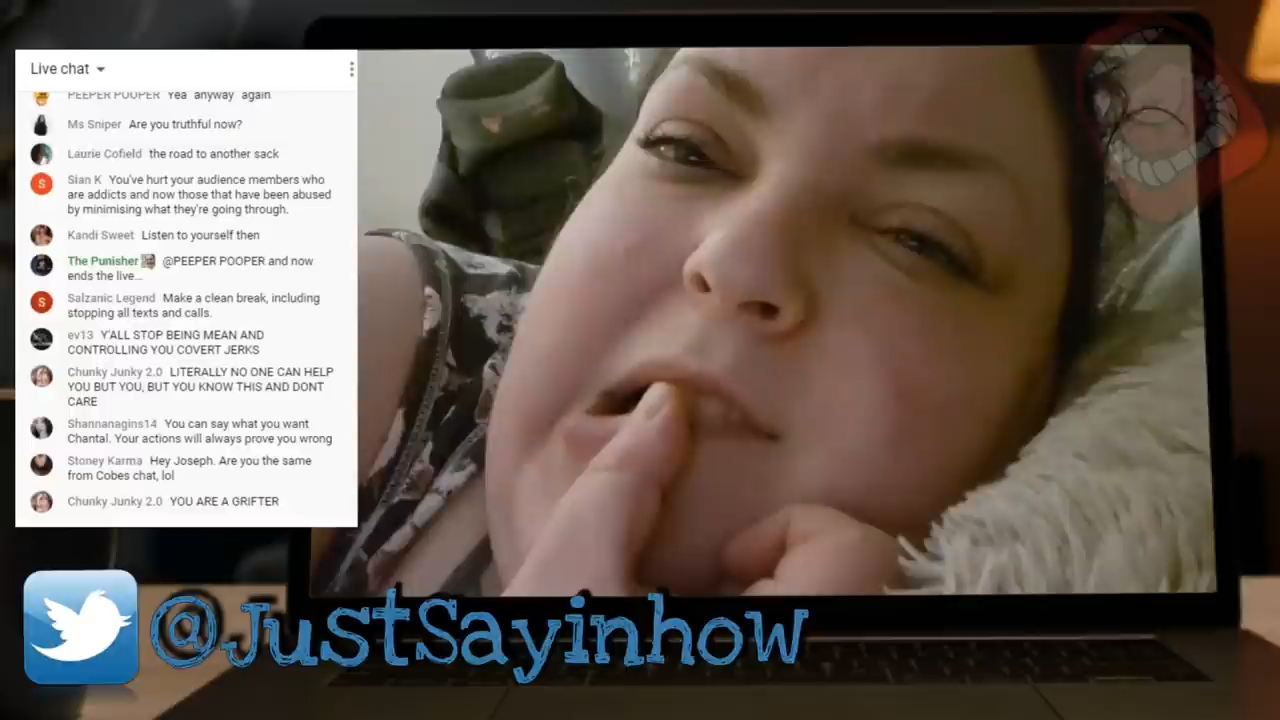 Live chat
PEEPER POOPER Yea anyway again
Ms Sniper Are you truthful now?
Laurie Cofield the road to another sack
Sian K You've hurt your audience members who
are addicts and now those that have been abused
by minimising what they're going through.
Kandi Sweet Listen to yourself then
The Punisher @PEEPER POOPER and now
ends the live...
Salzanic Legend Make a clean break, including
stopping all texts and calls.
ev13 Y'ALL STOP BEING MEAN AND
CONTROLLING YOU COVERT JERKS
Chunky Junky 2.0 LITERALLY NO ONE CAN HELP
YOU BUT YOU, BUT YOU KNOW THIS AND DONT
CARE
Shannanagins14 You can say what you want
Chantal. Your actions will always prove you wrong
Stoney Karma Hey Joseph. Are you the same
from Cobes chat, lol
Chunky Junky 2.0 YOU ARE A GRIFTER
S
S
@JustSayinhow